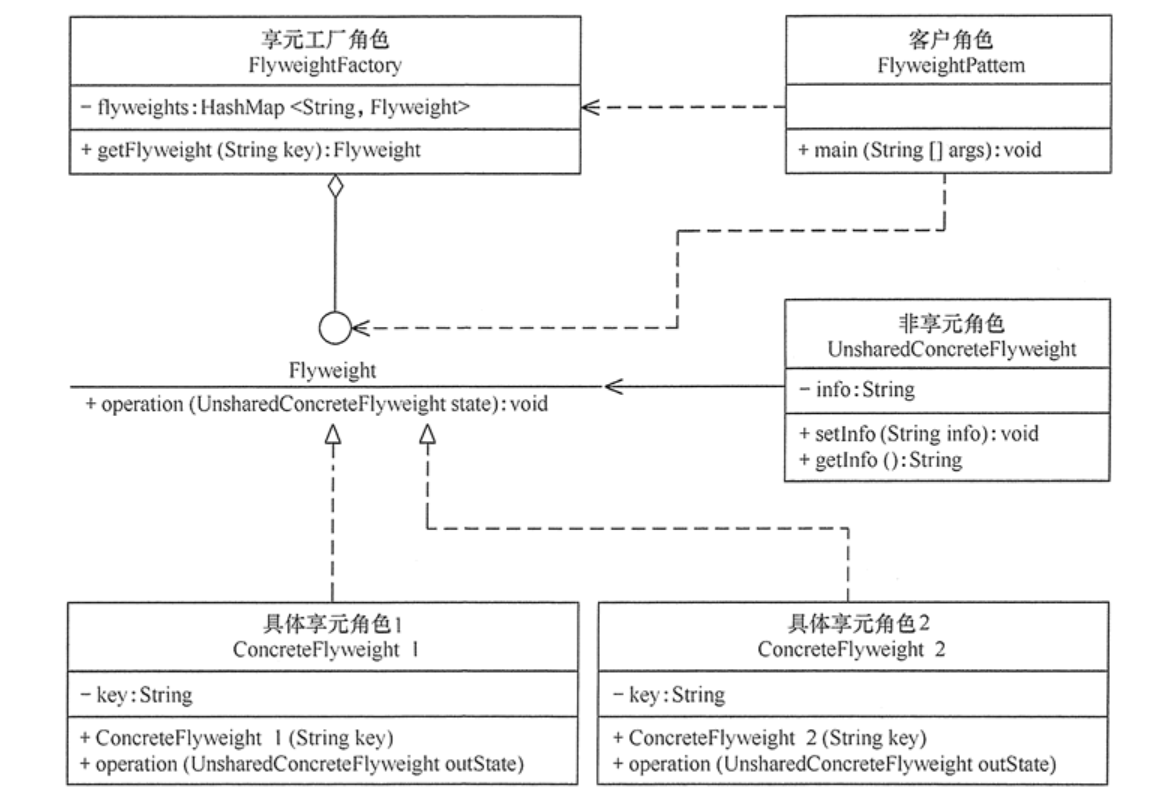 享元工厂角色
FlyweightFactory
- flyweights:HashMap <String, Flyweight>
+ getFlyweight (String key):Flyweight
客户角色
FlyweightPattem
+ main (String [] args):void
Flyweight
+ operation (UnsharedConcreteFlyweight state):void
非享元角色
UnsharedConcreteFlyweight
- info:String
+ setInfo (String info): void
+ getInfo ():String
具体享元角色1
ConcreteFlyweight 1
- key:String
+ ConcreteFlyweight 1 (String key)
+ operation (UnsharedConcreteFlyweight outState)
具体享元角色2
ConcreteFlyweight 2
- key:String
+ ConcreteFlyweight 2 (String key)
+ operation (UnsharedConcreteFlyweight outState)